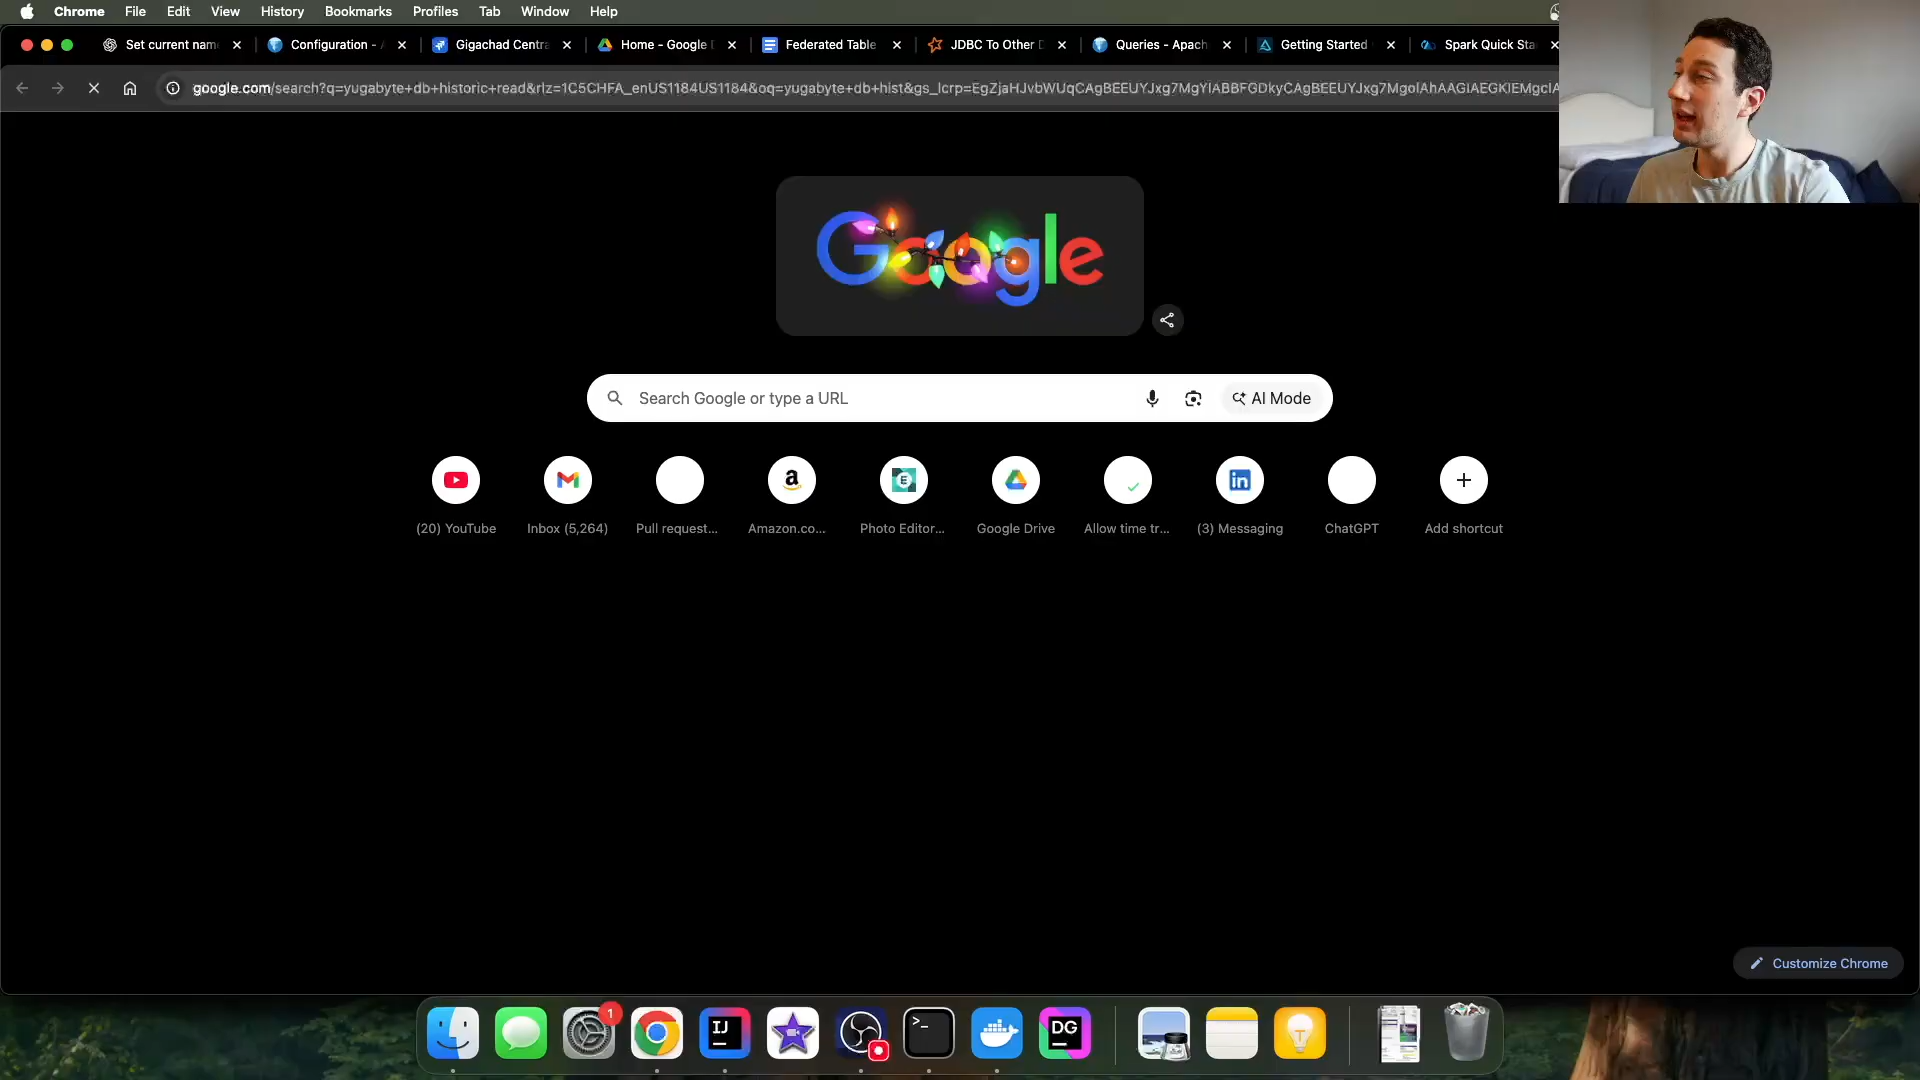 Chrome File Edit View History Bookmarks Profiles Tab Window Help
Set current nam Configuration - Gigachad Centra Home - Google D Federated Table JDBC To Other D Queries - Apach Getting Started Spark Quick Sta
google.com/search?q=yugabyte+db+historic+read&rlz=1C5CHFA_enUS1184US1184&oq=yugabyte+db+hist&gs_lcrp=
Google
Search Google or type a URL AI Mode
a E in
(20) YouTube Inbox (5,264) Pull request... Amazon.co... Photo Editor... Google Drive Allow time tr... (3) Messaging ChatGPT Add shortcut
Customize Chrome
1
IJ >_ DG T